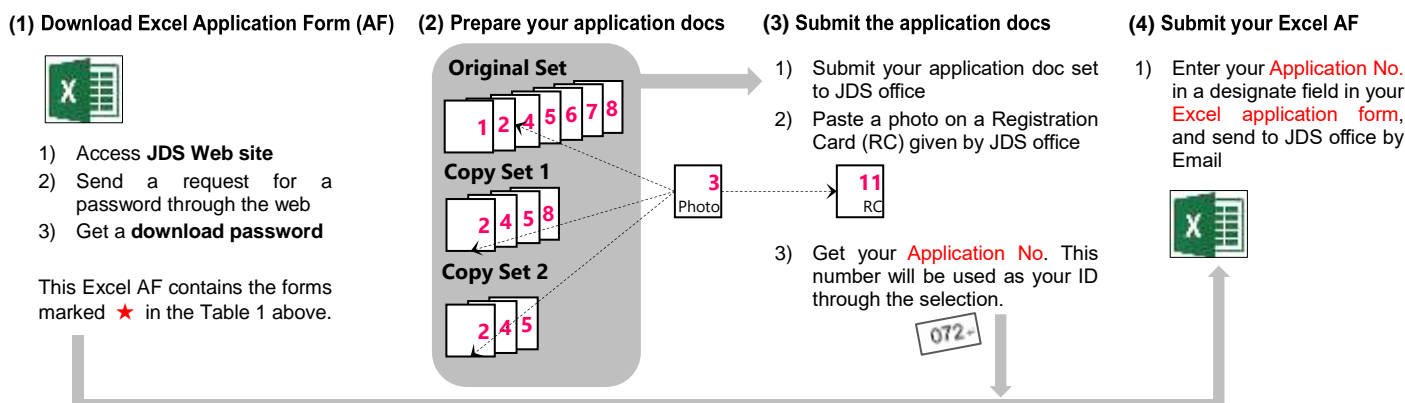 (1) Download Excel Application Form (AF)
X
1) Access JDS Web site
2) Send a request for a
password through the web
3) Get a download password
This Excel AF contains the forms
marked ★ in the Table 1 above.
(2) Prepare your application docs
Original Set
1 2 4 5 6 7 8
Copy Set 1
2 4 5 8
Copy Set 2
2 4 5
3
Photo
(3) Submit the application docs
1) Submit your application doc set
to JDS office
2) Paste a photo on a Registration
Card (RC) given by JDS office
11
RC
3) Get your Application No. This
number will be used as your ID
through the selection.
072
(4) Submit your Excel AF
1) Enter your Application No.
in a designate field in your
Excel application form,
and send to JDS office by
Email
X